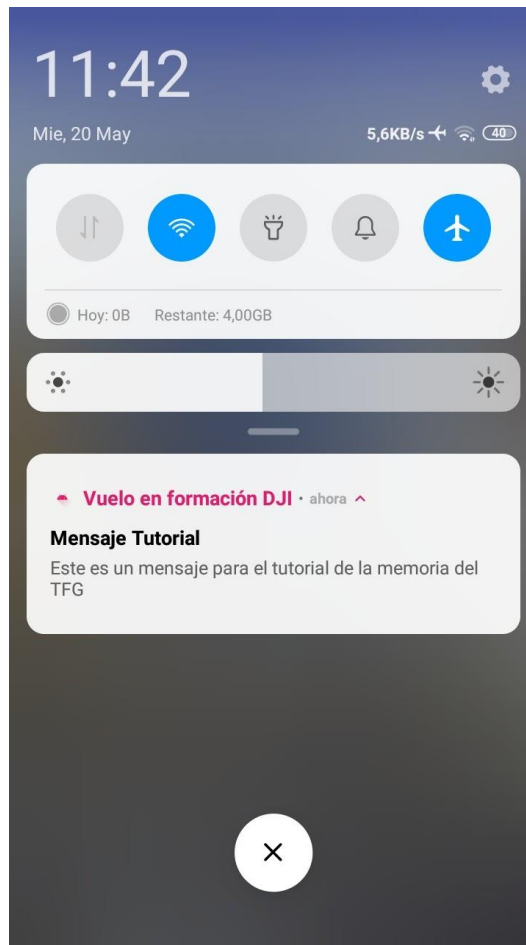 11:42
Mie, 20 May 5,6KB/s 40
Hoy: 0B Restante: 4,00GB
Vuelo en formación DJI · ahora
Mensaje Tutorial
Este es un mensaje para el tutorial de la memoria del
TFG